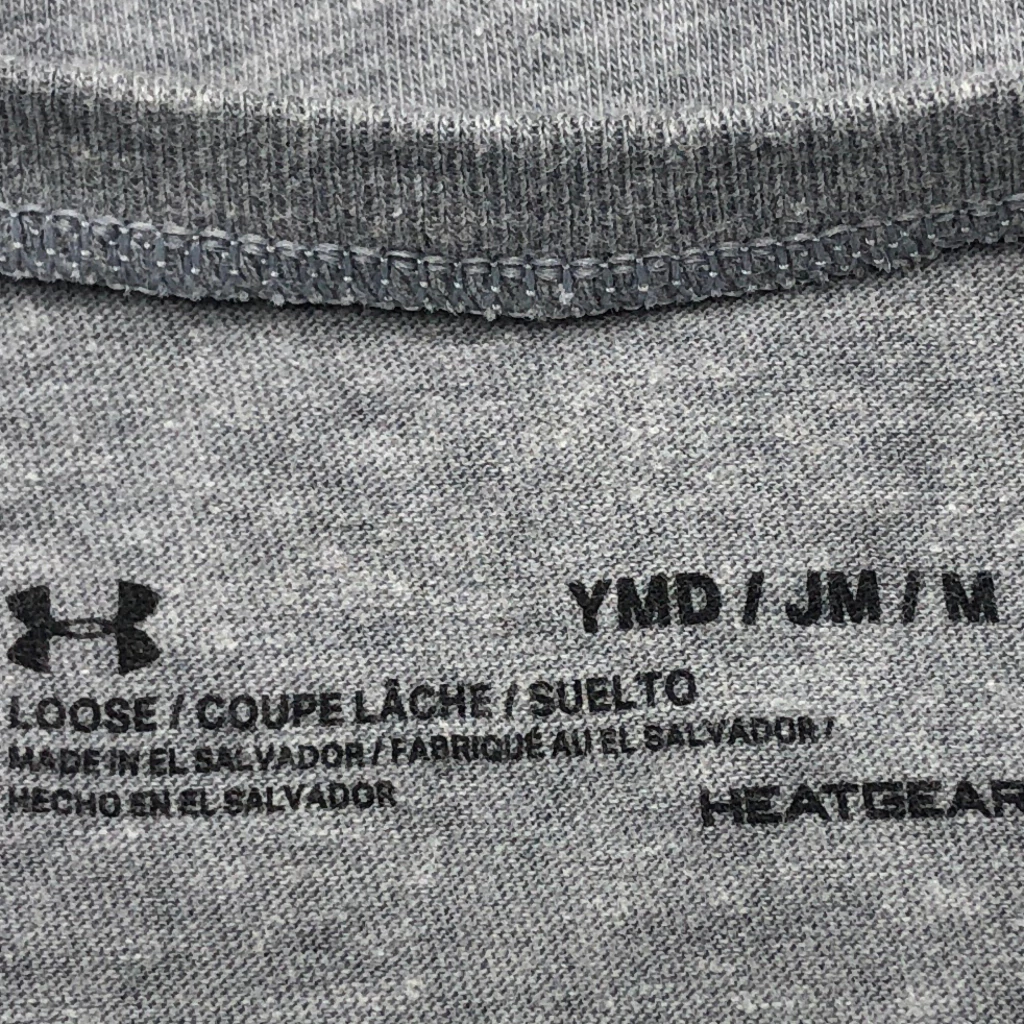 YMD / JM / M
LOOSE / COUPE LÂCHE / SUELTO
MADE IN EL SALVADOR / FABRIQUÉ AU EL SALVADOR /
HECHO EN EL SALVADOR
HEATGEAR